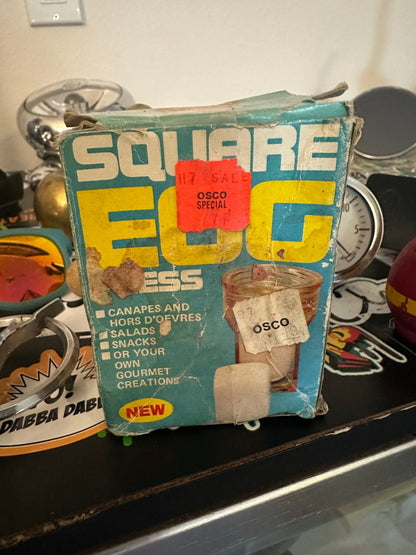 SQUARE
117 SALE
OSCO
SPECIAL
EGG
ESS
CANAPES AND
HORS D'OEVRES
SALADS
SNACKS
OR YOUR
OWN
GOURMET
CREATIONS
OSCO
NEW
O!
DABBA DAB